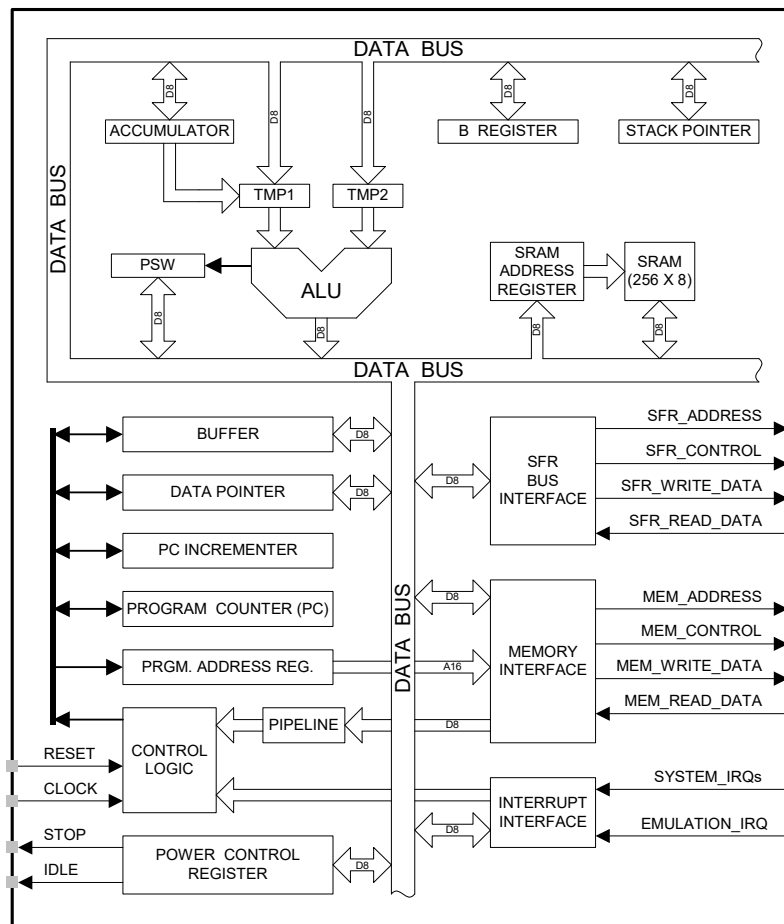 DATA BUS
D8
D8
D8
D8
D8
ACCUMULATOR
B REGISTER
STACK POINTER
DATA BUS
TMP1
TMP2
PSW
ALU
SRAM
ADDRESS
REGISTER
SRAM
(256 X 8)
D8
D8
D8
D8
DATA BUS
BUFFER
D8
DATA POINTER
D8
PC INCREMENTER
PROGRAM COUNTER (PC)
PRGM. ADDRESS REG.
A16
DATA BUS
D8
SFR
BUS
INTERFACE
SFR_ADDRESS
SFR_CONTROL
SFR_WRITE_DATA
SFR_READ_DATA
D8
MEMORY
INTERFACE
MEM_ADDRESS
MEM_CONTROL
MEM_WRITE_DATA
MEM_READ_DATA
CONTROL
LOGIC
PIPELINE
D8
RESET
CLOCK
INTERRUPT
INTERFACE
SYSTEM_IRQs
EMULATION_IRQ
D8
STOP
IDLE
POWER CONTROL
REGISTER
D8